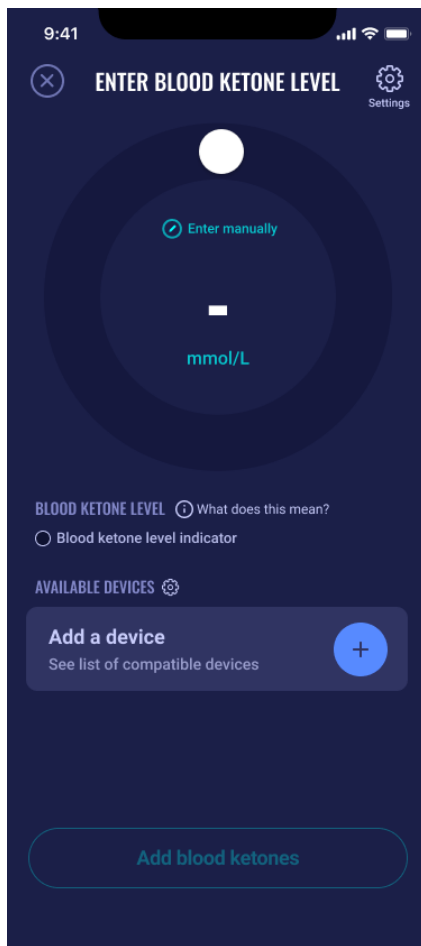 9:41
ENTER BLOOD KETONE LEVEL
Settings
Enter manually
-
mmol/L
BLOOD KETONE LEVEL What does this mean?
Blood ketone level indicator
AVAILABLE DEVICES
Add a device
See list of compatible devices
+
Add blood ketones